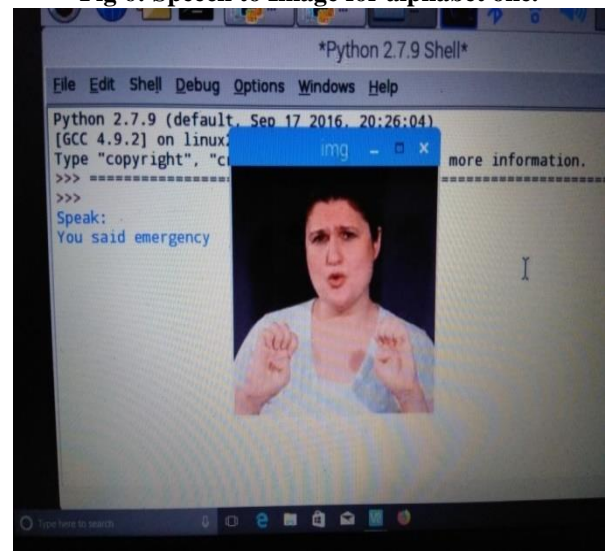 Fig 6: Speech to Image for alphabet one.
*Python 2.7.9 Shell*
File Edit Shell Debug Options Windows Help
Python 2.7.9 (default, Sep 17 2016, 20:26:04)
[GCC 4.9.2] on linux
Type "copyright", "c more information.
>>> ================================
>>>
Speak:
You said emergency
img
Type here to search